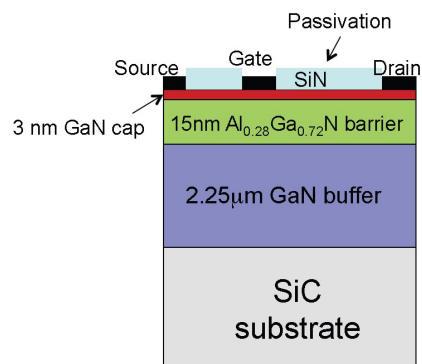 Passivation
Source
Gate
Drain
SiN
3 nm GaN cap
15nm Al0.28Ga0.72N barrier
2.25μm GaN buffer
SiC
substrate